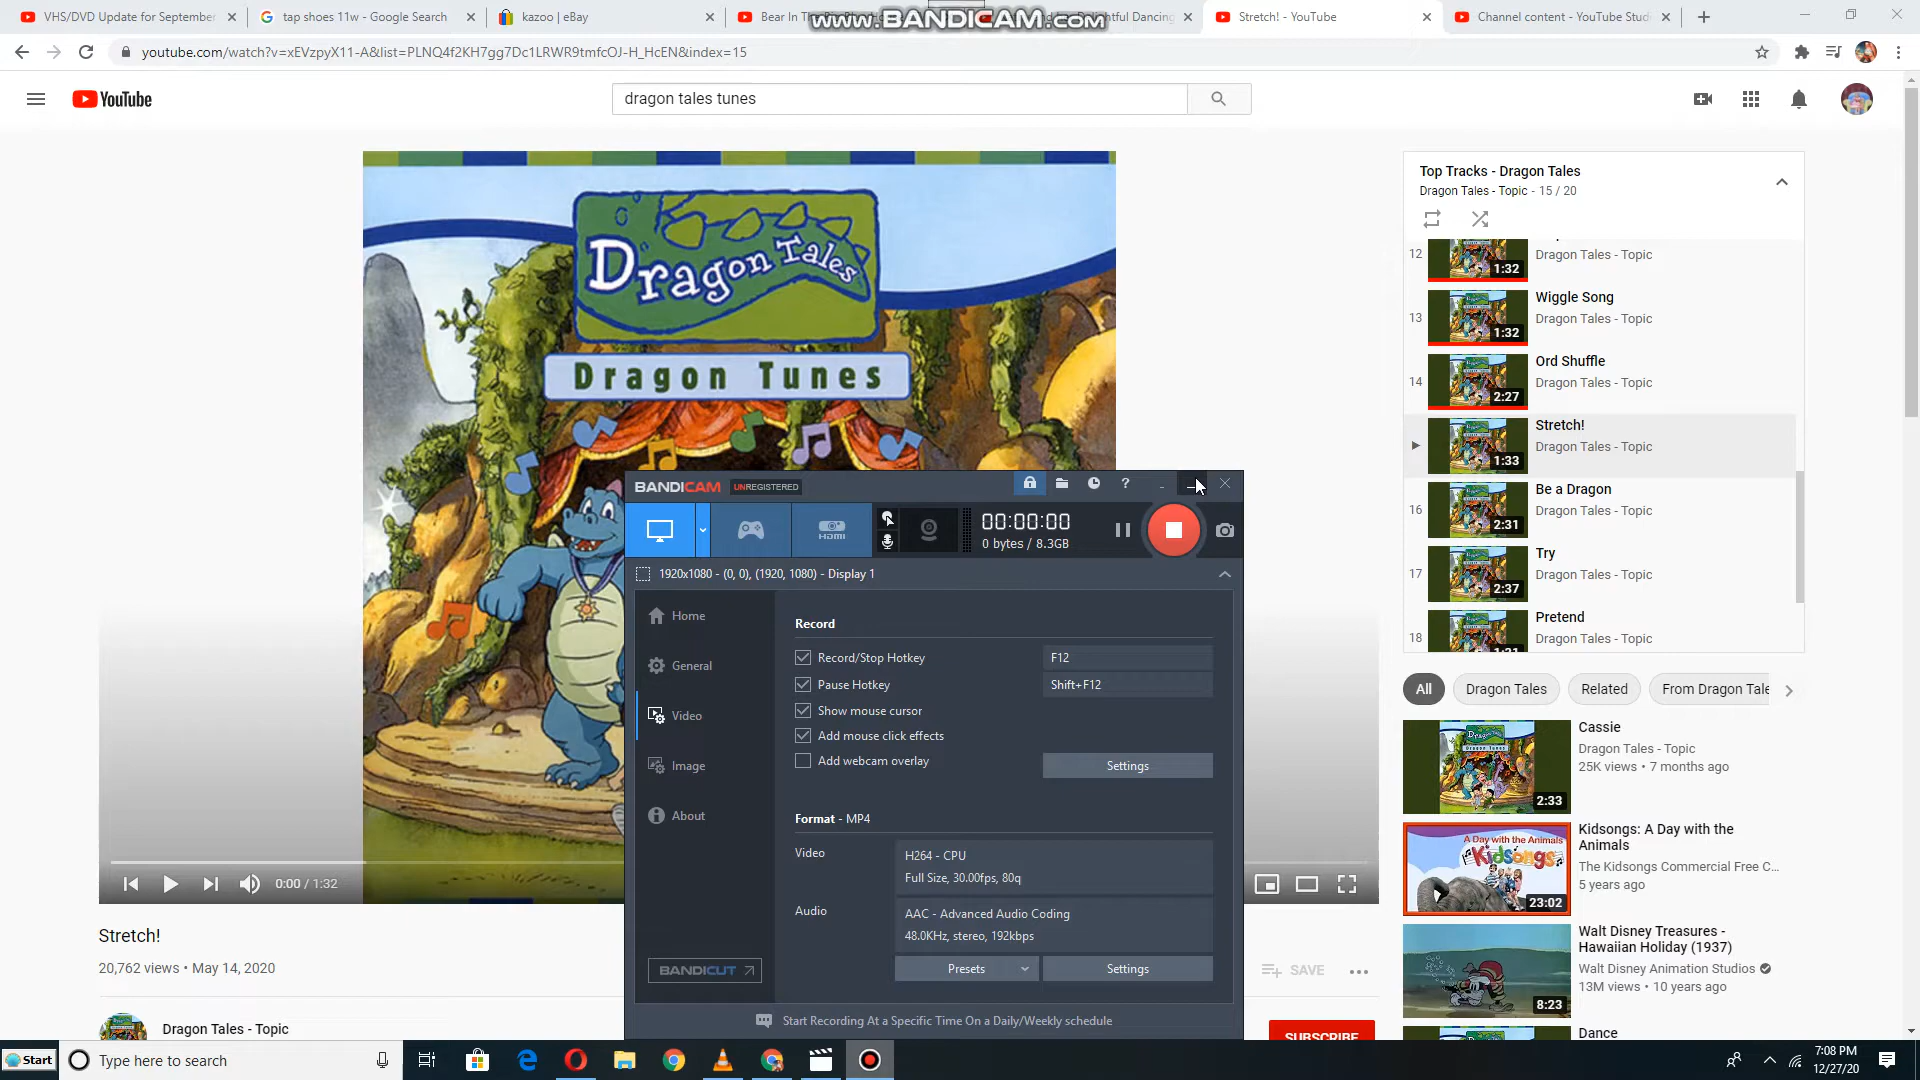 VHS/DVD Update for September
tap shoes 11w - Google Search
kazoo | eBay
Bear In The
Delightful Dancing
Stretch! - YouTube
Channel content - YouTube Stud
www.BANDICAM.com
youtube.com/watch?v=xEVzpyX11-A&list=PLNQ4f2KH7gg7Dc1LRWR9tmfcOJ-H_HcEN&index=15
YouTube
dragon tales tunes
Dragon Tales
Dragon Tunes
Top Tracks - Dragon Tales
Dragon Tales - Topic - 15 / 20
12
1:32
Dragon Tales - Topic
13
1:32
Wiggle Song
Dragon Tales - Topic
14
2:27
Ord Shuffle
Dragon Tales - Topic
1:33
Stretch!
Dragon Tales - Topic
16
2:31
Be a Dragon
Dragon Tales - Topic
17
2:37
Try
Dragon Tales - Topic
18
Pretend
Dragon Tales - Topic
All
Dragon Tales
Related
From Dragon Tale
Cassie
Dragon Tales - Topic
25K views • 7 months ago
2:33
Kidsongs: A Day with the
Animals
The Kidsongs Commercial Free C...
5 years ago
A Day with the Animals
Kidsongs
23:02
Walt Disney Treasures -
Hawaiian Holiday (1937)
Walt Disney Animation Studios
13M views • 10 years ago
8:23
Dance
BANDICAM UNREGISTERED
?
HDMI
00:00:00
0 bytes / 8.3GB
1920x1080 - (0, 0), (1920, 1080) - Display 1
Home
General
Video
Image
About
BANDICUT
Record
Record/Stop Hotkey
F12
Pause Hotkey
Shift+F12
Show mouse cursor
Add mouse click effects
Add webcam overlay
Settings
Format - MP4
Video
H264 - CPU
Full Size, 30.00fps, 80q
Audio
AAC - Advanced Audio Coding
48.0KHz, stereo, 192kbps
Presets
Settings
Start Recording At a Specific Time On a Daily/Weekly schedule
0:00 / 1:32
Stretch!
20,762 views • May 14, 2020
SAVE
Dragon Tales - Topic
SUBSCRIBE
Start
Type here to search
7:08 PM
12/27/20